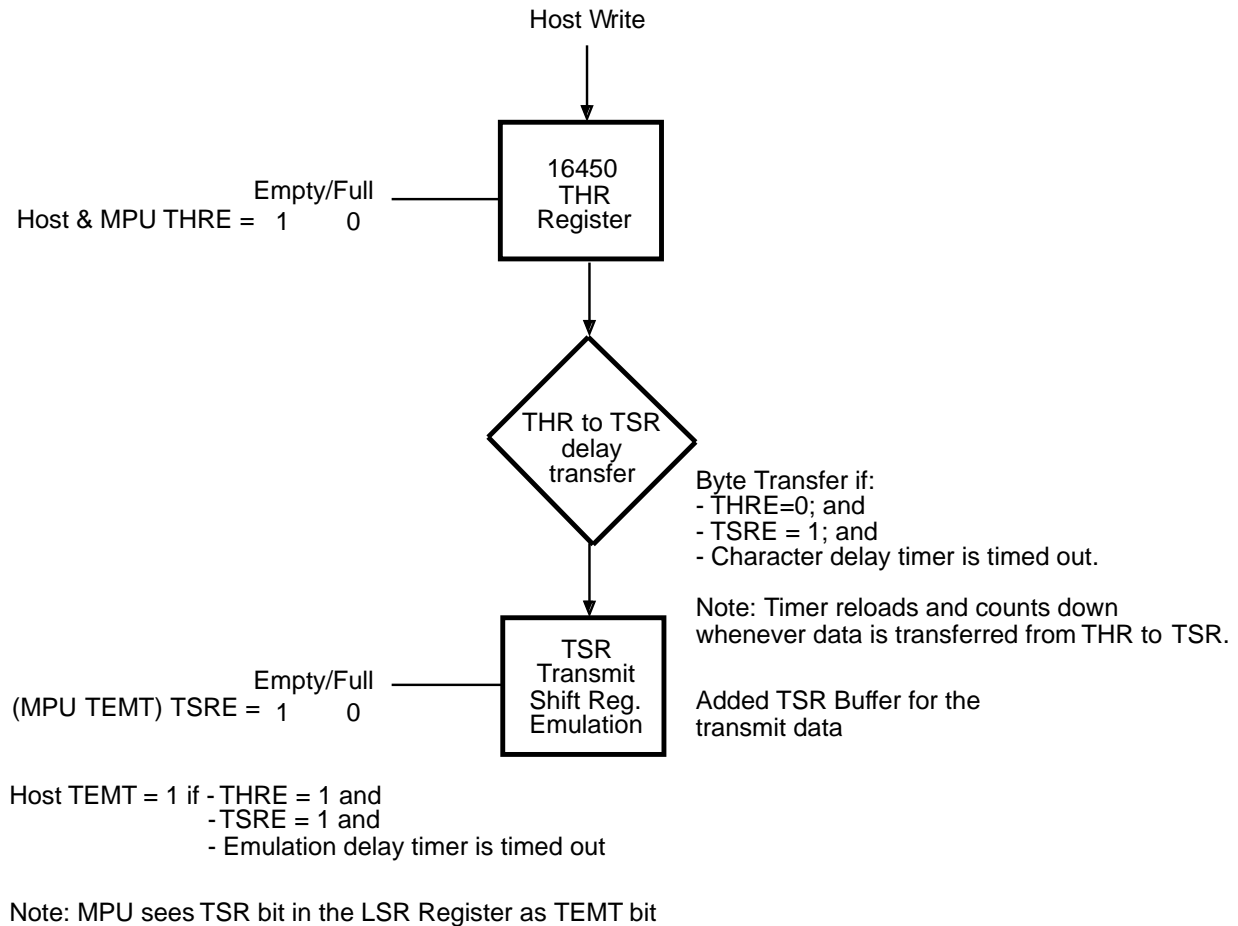 Host Write
16450
THR
Register
Empty/Full
Host & MPU THRE = 1 0
THR to TSR
delay
transfer
Byte Transfer if:
- THRE=0; and
- TSRE = 1; and
- Character delay timer is timed out.
Note: Timer reloads and counts down
whenever data is transferred from THR to TSR.
TSR
Transmit
Shift Reg.
Emulation
Empty/Full
(MPU TEMT) TSRE = 1 0
Added TSR Buffer for the
transmit data
Host TEMT = 1 if - THRE = 1 and
- TSRE = 1 and
- Emulation delay timer is timed out
Note: MPU sees TSR bit in the LSR Register as TEMT bit